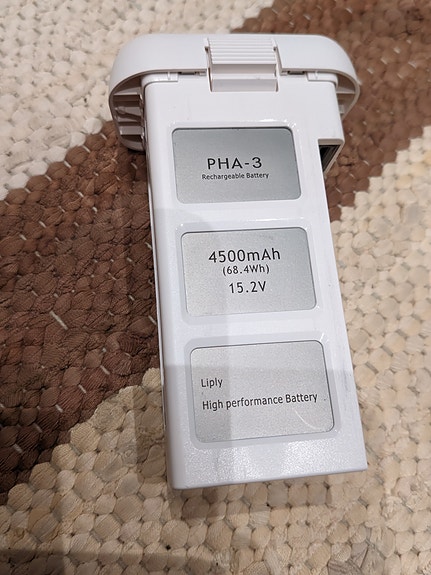 PHA-3
Rechargeable Battery
4500mAh
(68.4Wh)
15.2V
Liply
High performance Battery